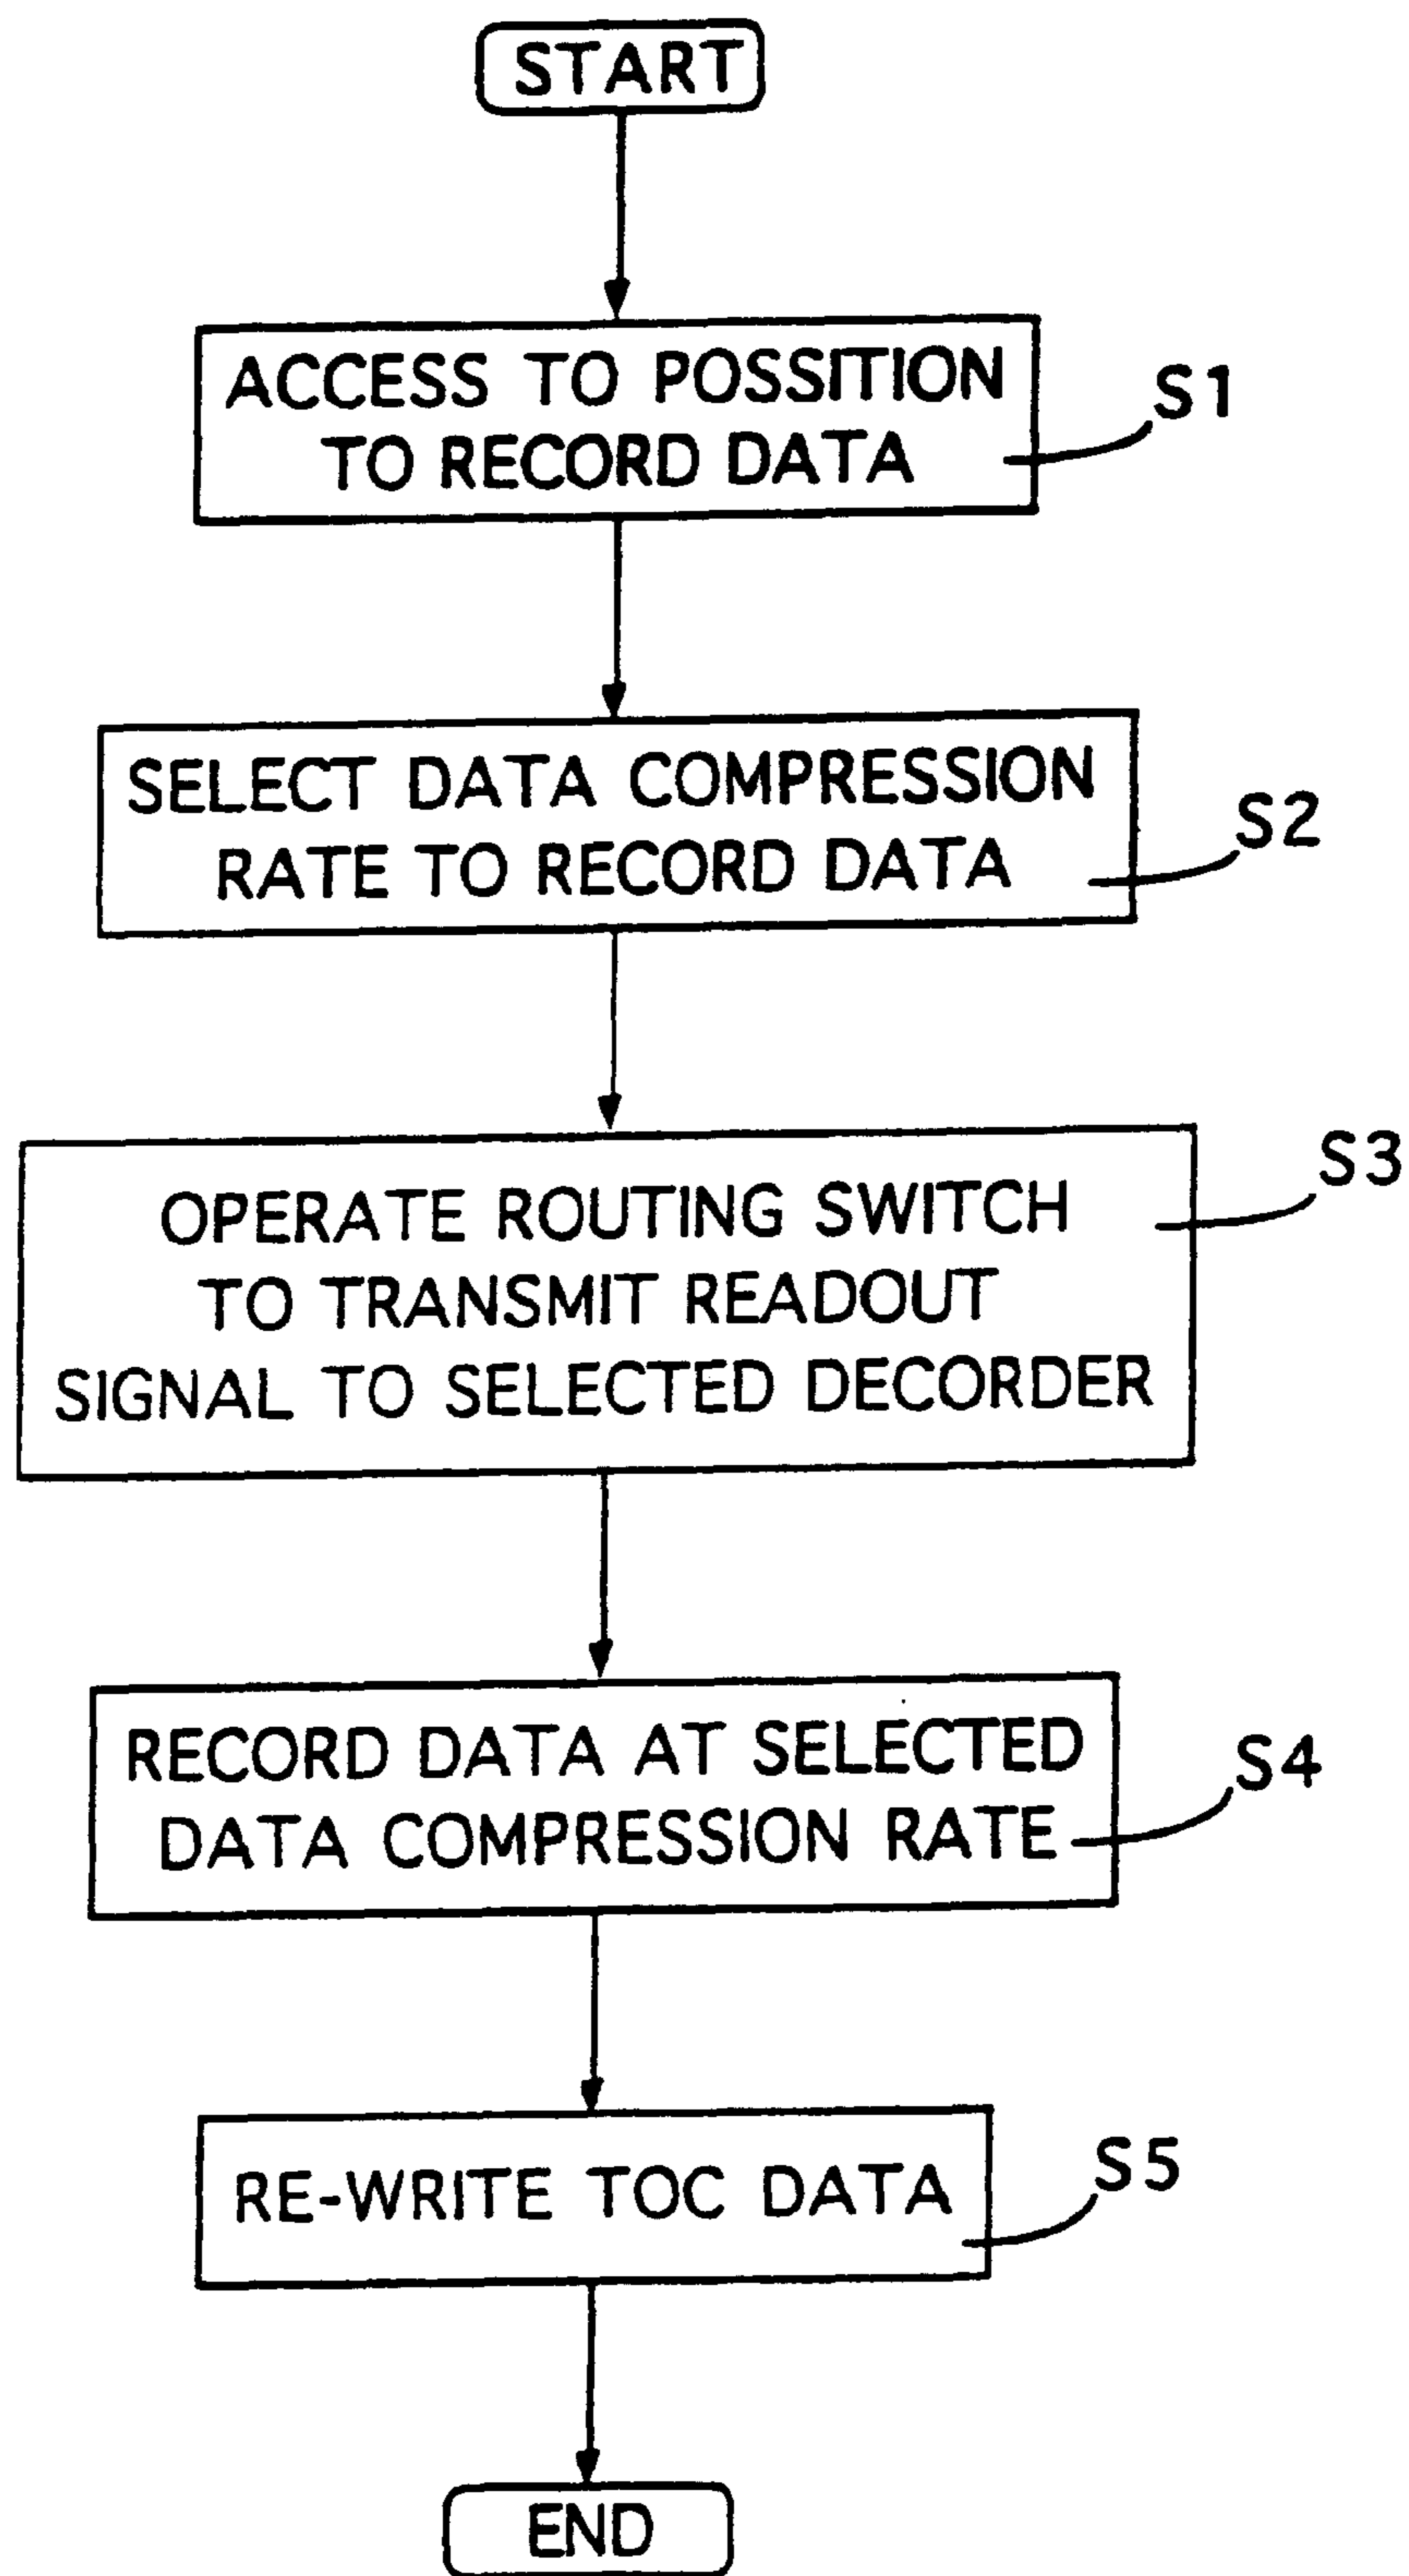 START
ACCESS TO POSSITION
TO RECORD DATA
S1
SELECT DATA COMPRESSION
RATE TO RECORD DATA
S2
OPERATE ROUTING SWITCH
TO TRANSMIT READOUT
SIGNAL TO SELECTED DECORDER
S3
RECORD DATA AT SELECTED
DATA COMPRESSION RATE
S4
RE-WRITE TOC DATA
S5
END